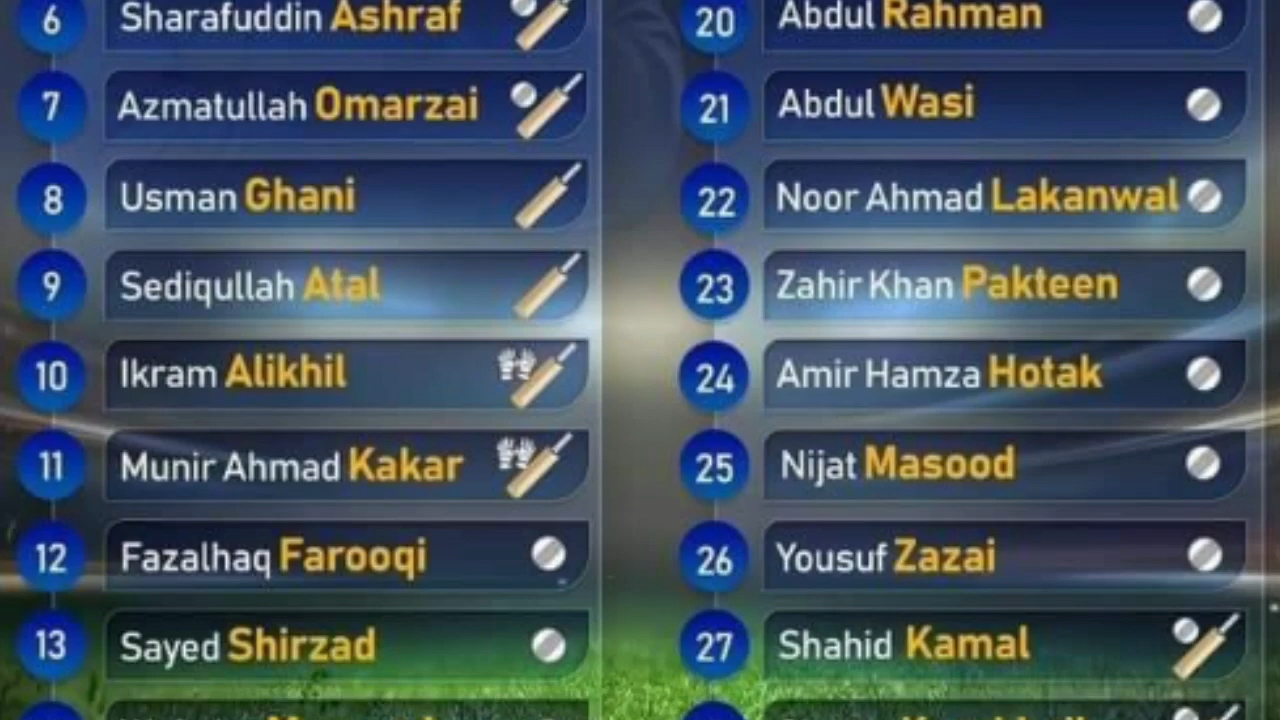 6 Sharafuddin Ashraf
7 Azmatullah Omarzai
8 Usman Ghani
9 Sediqullah Atal
10 Ikram Alikhil
11 Munir Ahmad Kakar
12 Fazalhaq Farooqi
13 Sayed Shirzad
20 Abdul Rahman
21 Abdul Wasi
22 Noor Ahmad Lakanwal
23 Zahir Khan Pakteen
24 Amir Hamza Hotak
25 Nijat Masood
26 Yousuf Zazai
27 Shahid Kamal